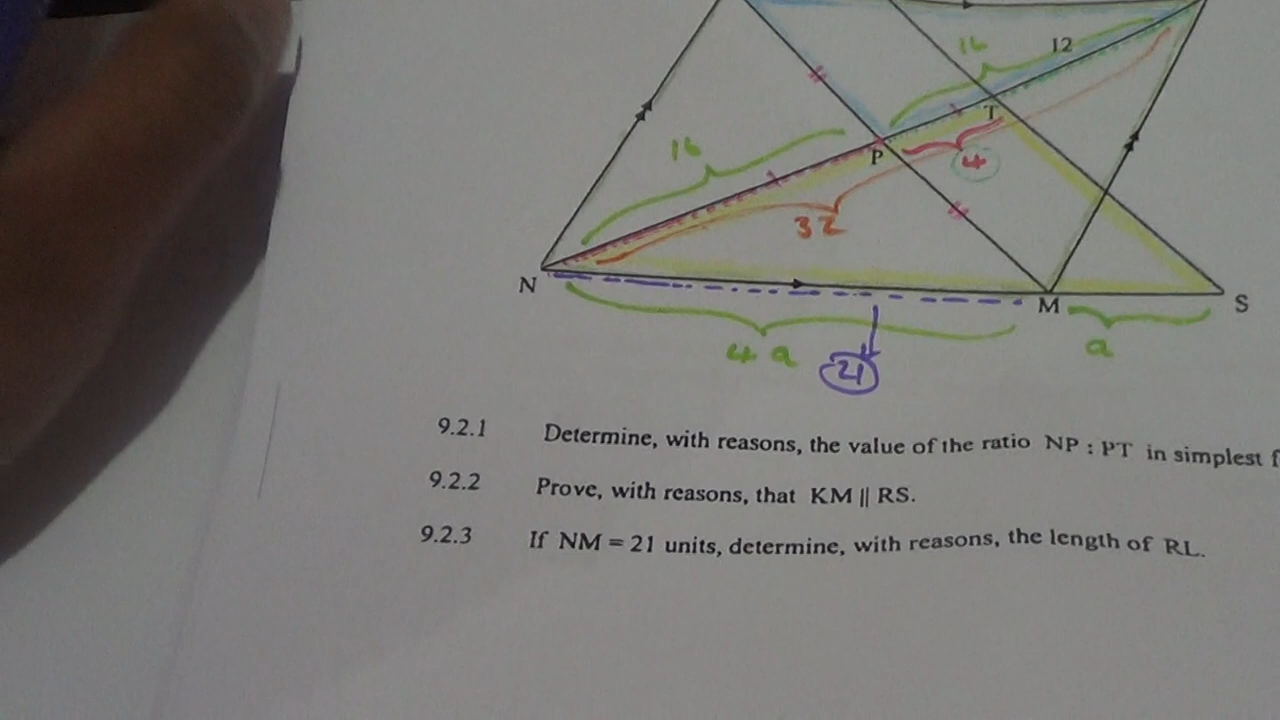 16 12
T
16
P
4
32
N
M S
4a a
21
9.2.1 Determine, with reasons, the value of the ratio NP : PT in simplest f
9.2.2 Prove, with reasons, that KM || RS.
9.2.3 If NM = 21 units, determine, with reasons, the length of RL.